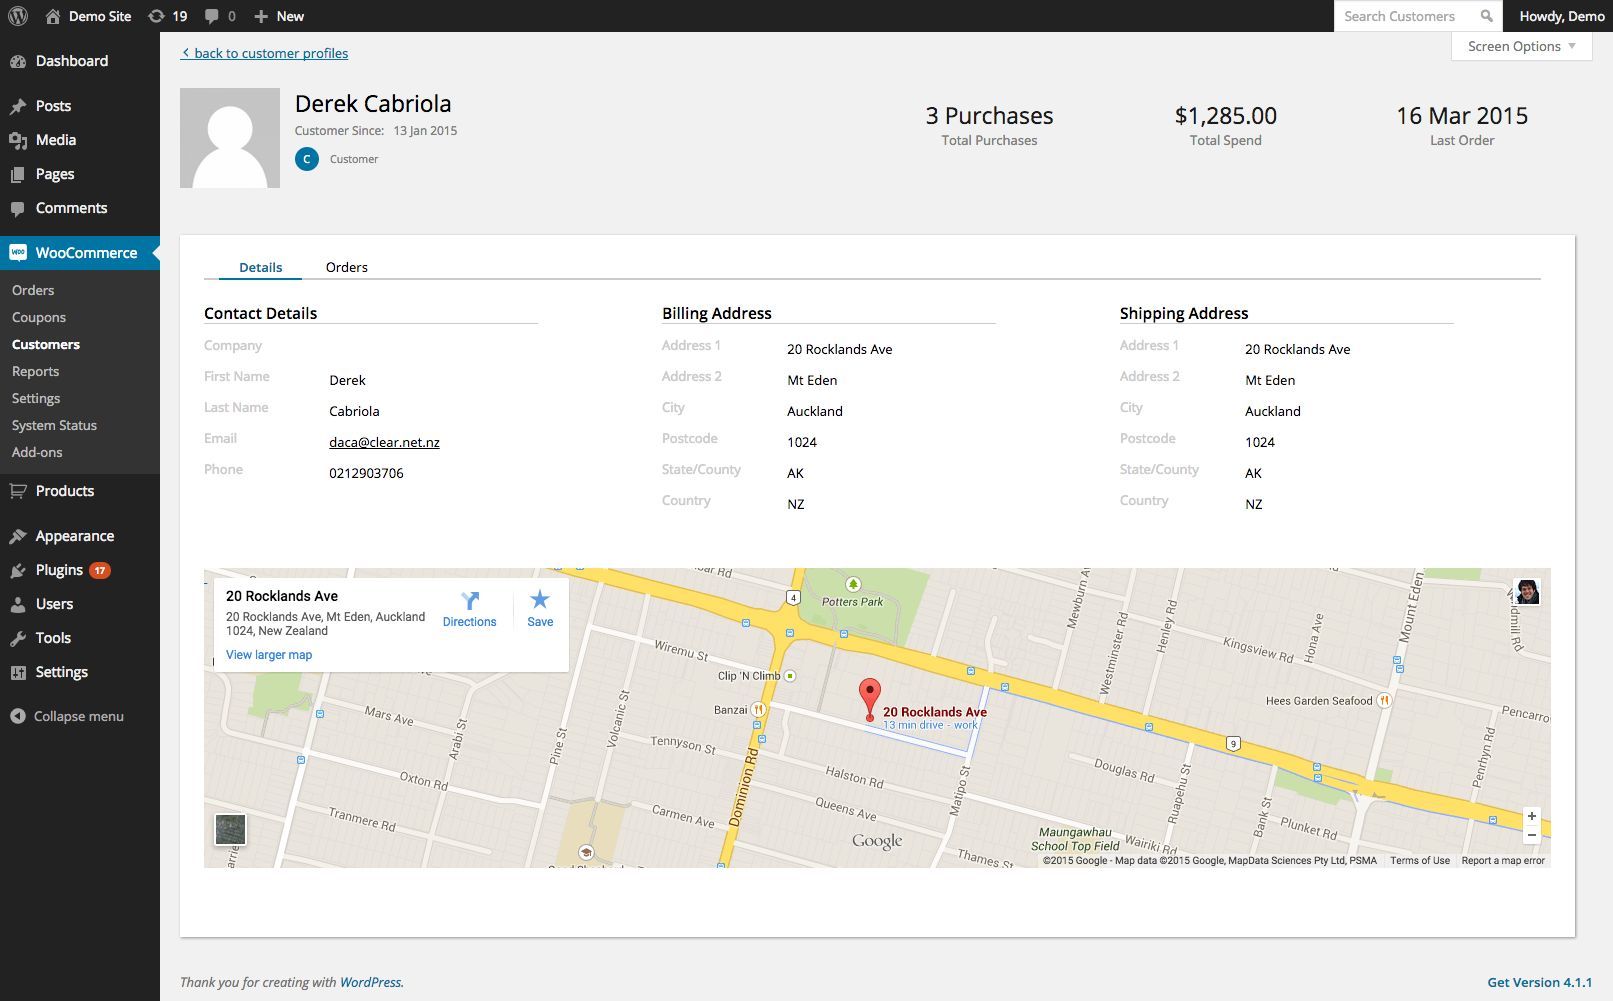 Demo Site 19 0 New
Search Customers
Howdy, Demo
Screen Options
Dashboard
Posts
Media
Pages
Comments
WooCommerce
Orders
Coupons
Customers
Reports
Settings
System Status
Add-ons
Products
Appearance
Plugins 17
Users
Tools
Settings
Collapse menu
back to customer profiles
Derek Cabriola
Customer Since: 13 Jan 2015
C Customer
3 Purchases
Total Purchases
$1,285.00
Total Spend
16 Mar 2015
Last Order
Details Orders
Contact Details
Company
First Name Derek
Last Name Cabriola
Email daca@clear.net.nz
Phone 0212903706
Billing Address
Address 1 20 Rocklands Ave
Address 2 Mt Eden
City Auckland
Postcode 1024
State/County AK
Country NZ
Shipping Address
Address 1 20 Rocklands Ave
Address 2 Mt Eden
City Auckland
Postcode 1024
State/County AK
Country NZ
20 Rocklands Ave
20 Rocklands Ave, Mt Eden, Auckland
1024, New Zealand
View larger map
Directions
Save
4
Potters Park
Mewburn A
Westminster Rd
Henley Rd
Kingsview Rd
Hona Ave
Mount Eden
Windmill Rd
Wiremu St
Clip 'N Climb
Banzai
20 Rocklands Ave
13 min drive - work
Hees Garden Seafood
Pencarro
Mars Ave
Arabi St
Pine St
Volcanic St
Tennyson St
Dominion Rd
Halston Rd
Matipo St
9
Douglas Rd
Ruapehu St
Penrhyn Rd
Oxton Rd
Tranmere Rd
Carmen Ave
Queens Ave
Google
Maungawhau
School Top Field
Wairiki Rd
Bank St
Plunket Rd
Thames St
+
−
©2015 Google - Map data ©2015 Google, MapData Sciences Pty Ltd, PSMA
Terms of Use
Report a map error
Thank you for creating with WordPress.
Get Version 4.1.1